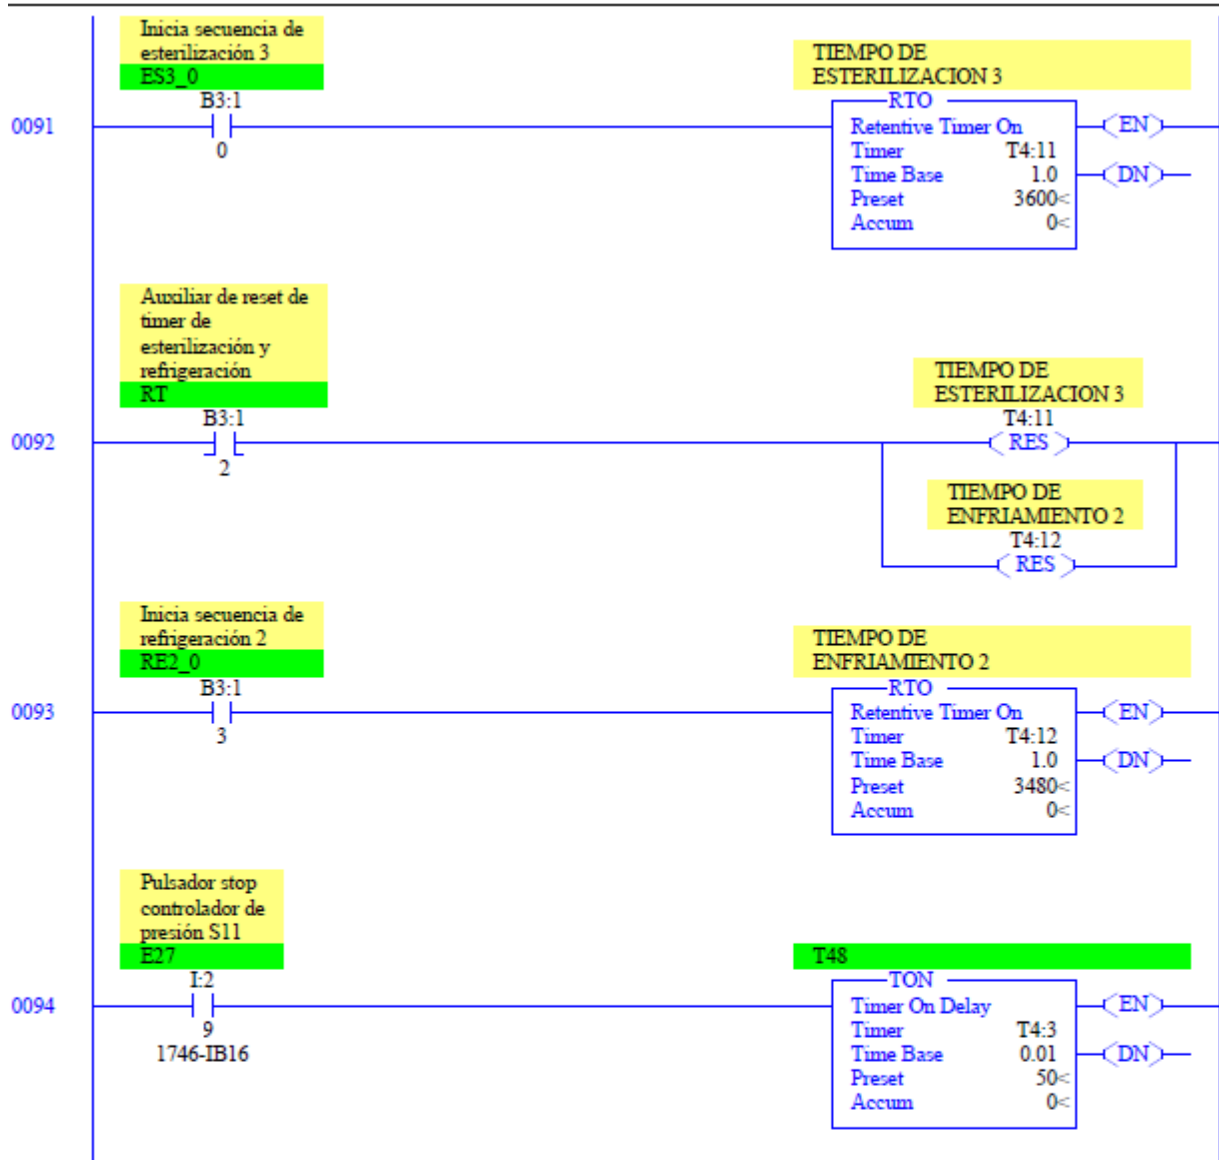 Inicia secuencia de
esterilización 3
ES3_0
B3:1
0
0091
TIEMPO DE
ESTERILIZACION 3
RTO
Retentive Timer On
Timer T4:11
Time Base 1.0
Preset 3600<
Accum 0<
EN
DN
Auxiliar de reset de
timer de
esterilización y
refrigeración
RT
B3:1
2
0092
TIEMPO DE
ESTERILIZACION 3
T4:11
RES
TIEMPO DE
ENFRIAMIENTO 2
T4:12
RES
Inicia secuencia de
refrigeración 2
RE2_0
B3:1
3
0093
TIEMPO DE
ENFRIAMIENTO 2
RTO
Retentive Timer On
Timer T4:12
Time Base 1.0
Preset 3480<
Accum 0<
EN
DN
Pulsador stop
controlador de
presión S11
E27
I:2
9
1746-IB16
0094
T48
TON
Timer On Delay
Timer T4:3
Time Base 0.01
Preset 50<
Accum 0<
EN
DN